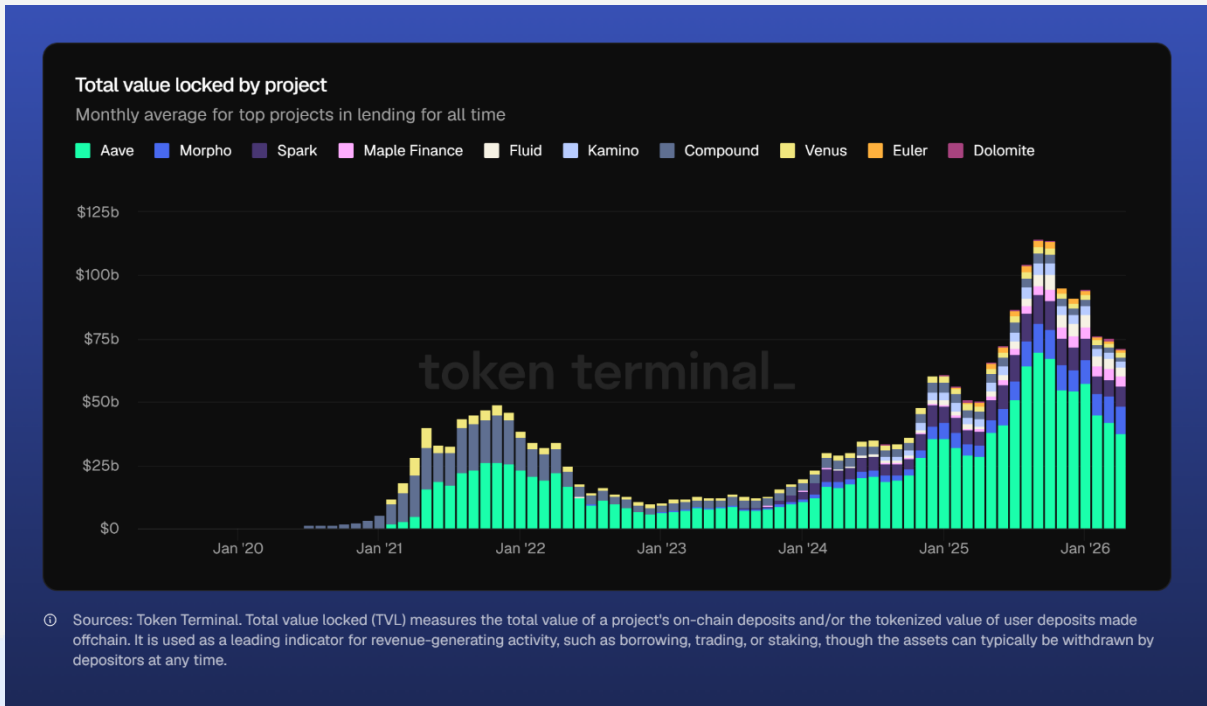 Total value locked by project
Monthly average for top projects in lending for all time
Aave Morpho Spark Maple Finance Fluid Kamino Compound Venus Euler Dolomite
$125b
$100b
$75b
token terminal_
$50b
$25b
$0
Jan '20 Jan '21 Jan '22 Jan '23 Jan '24 Jan '25 Jan '26
Sources: Token Terminal. Total value locked (TVL) measures the total value of a project's on-chain deposits and/or the tokenized value of user deposits made
offchain. It is used as a leading indicator for revenue-generating activity, such as borrowing, trading, or staking, though the assets can typically be withdrawn by
depositors at any time.